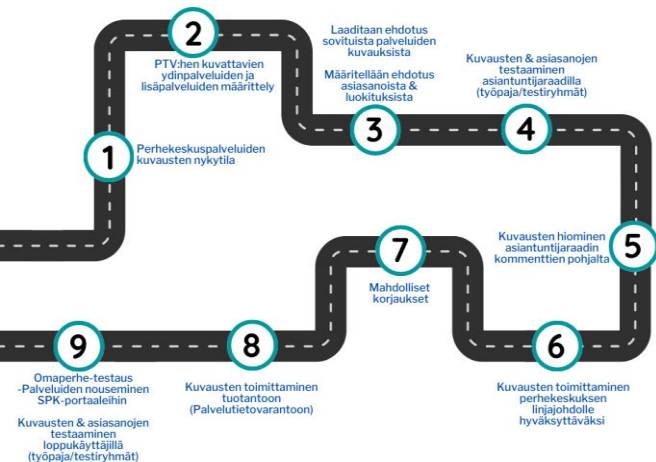 1
Perhekeskuspalveluiden
kuvausten nykytila
2
PTV:hen kuvattavien
ydinpalveluiden ja
lisäpalveluiden määrittely
Laaditaan ehdotus
sovituista palveluiden
kuvauksista
Määritellään ehdotus
asiasanoista &
luokituksista
3
Kuvausten & asiasanojen
testaaminen
asiantuntijaraadilla
(työpaja/testiryhmät)
4
Kuvausten hiominen
asiantuntijaraadin
kommenttien pohjalta
5
6
Kuvausten toimittaminen
perhekeskuksen
linjajohdolle
hyväksyttäväksi
7
Mahdolliset
korjaukset
8
Kuvausten toimittaminen
tuotantoon
(Palvelutietovarantoon)
9
Omaperhe-testaus
-Palveluiden nouseminen
SPK-portaaleihin
Kuvausten & asiasanojen
testaaminen
loppukäyttäjillä
(työpaja/testiryhmät)